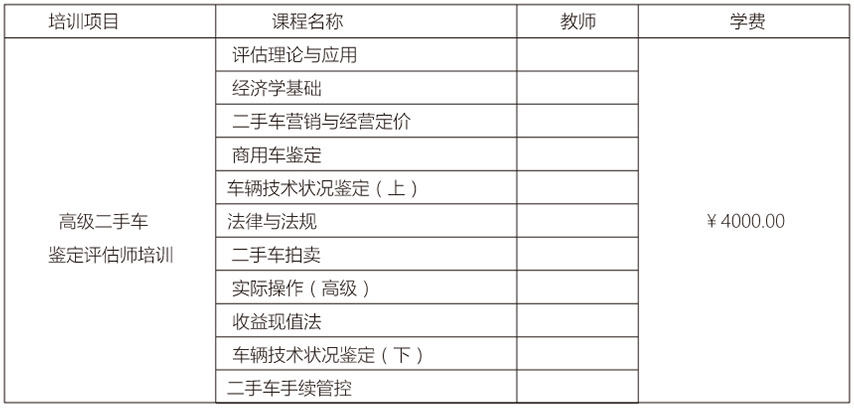 培训项目 课程名称 教师 学费
评估理论与应用
经济学基础
二手车营销与经营定价
商用车鉴定
车辆技术状况鉴定（上）
高级二手车 法律与法规 ￥4000.00
鉴定评估师培训 二手车拍卖
实际操作（高级）
收益现值法
车辆技术状况鉴定（下）
二手车手续管控